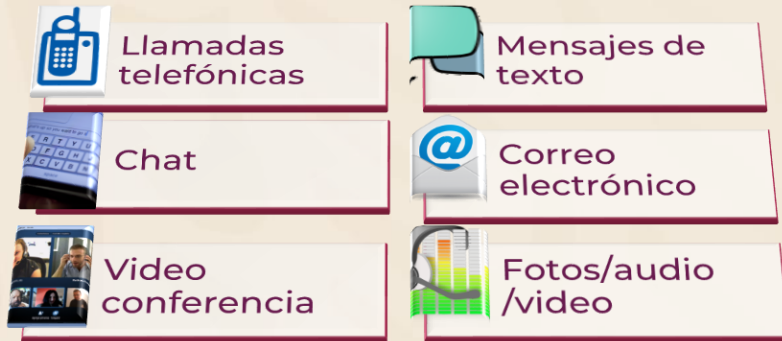 Llamadas
telefónicas
Mensajes de
texto
Chat
Correo
electrónico
Video
conferencia
Fotos/audio
/video